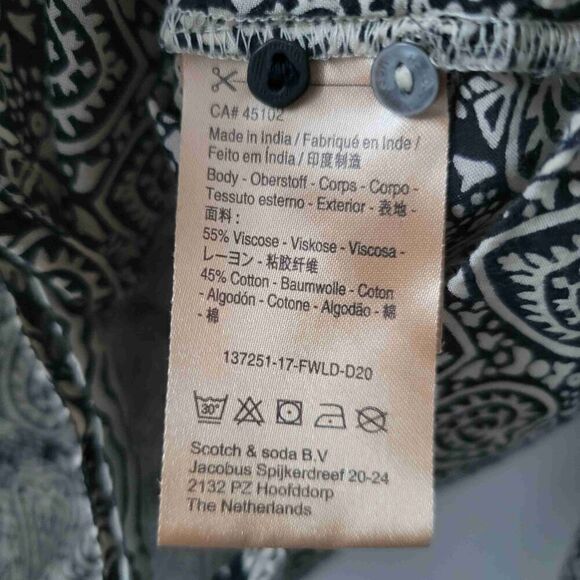 CA# 45102
Made in India / Fabriqué en Inde /
Feito em Índia / 印度制造
Body - Oberstoff - Corps - Corpo -
Tessuto esterno - Exterior - 表地 -
面料 :
55% Viscose - Viskose - Viscosa -
レーヨン - 粘胶纤维
45% Cotton - Baumwolle - Coton
- Algodón - Cotone - Algodão - 綿
- 棉
137251-17-FWLD-D20
30°
Scotch & soda B.V
Jacobus Spijkerdreef 20-24
2132 PZ Hoofddorp
The Netherlands